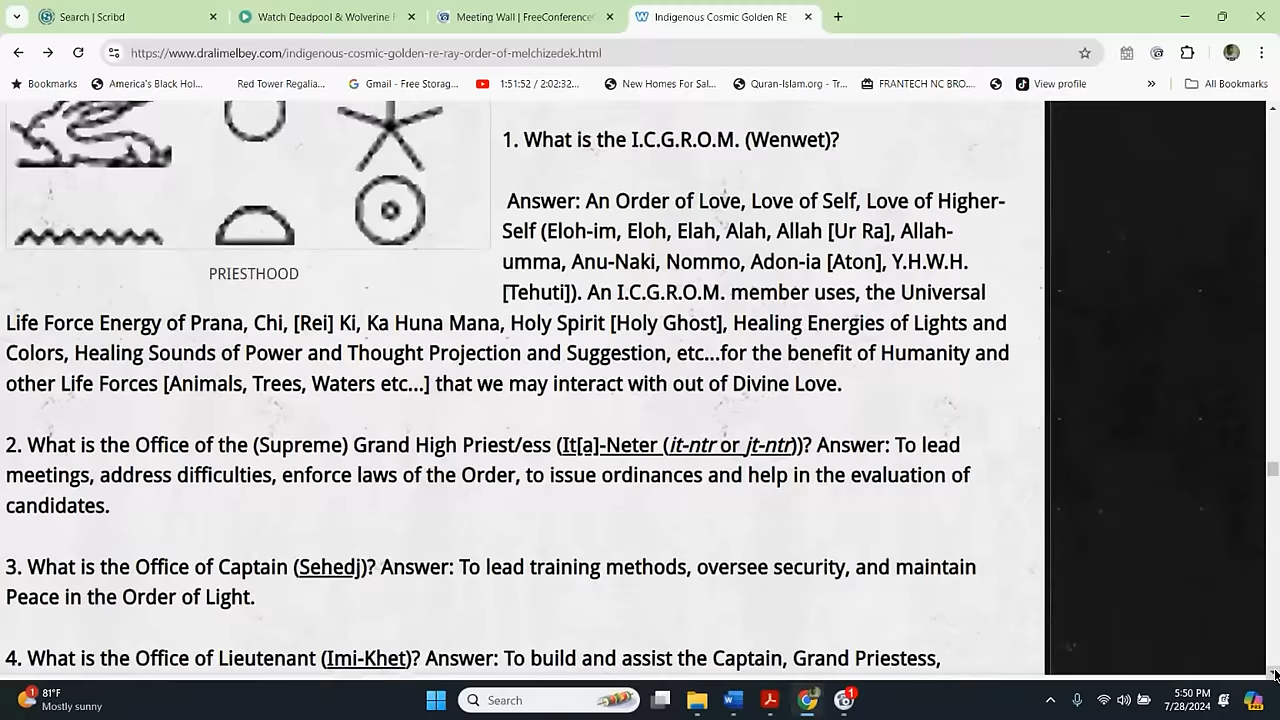 Search | Scribd
Watch Deadpool & Wolverine F
Meeting Wall | FreeConference
Indigenous Cosmic Golden RE
https://www.dralimelbey.com/indigenous-cosmic-golden-re-ray-order-of-melchizedek.html
Bookmarks
America's Black Hol...
Red Tower Regalia...
Gmail - Free Storag...
1:51:52 / 2:02:32...
New Homes For Sal...
Quran-Islam.org - Tr...
FRANTECH NC BRO...
View profile
»
All Bookmarks
PRIESTHOOD
1. What is the I.C.G.R.O.M. (Wenwet)?
Answer: An Order of Love, Love of Self, Love of Higher-
Self (Eloh-im, Eloh, Elah, Alah, Allah [Ur Ra], Allah-
umma, Anu-Naki, Nommo, Adon-ia [Aton], Y.H.W.H.
[Tehuti]). An I.C.G.R.O.M. member uses, the Universal
Life Force Energy of Prana, Chi, [Rei] Ki, Ka Huna Mana, Holy Spirit [Holy Ghost], Healing Energies of Lights and
Colors, Healing Sounds of Power and Thought Projection and Suggestion, etc...for the benefit of Humanity and
other Life Forces [Animals, Trees, Waters etc...] that we may interact with out of Divine Love.
2. What is the Office of the (Supreme) Grand High Priest/ess (It[a]-Neter (it-ntr or jt-ntr))? Answer: To lead
meetings, address difficulties, enforce laws of the Order, to issue ordinances and help in the evaluation of
candidates.
3. What is the Office of Captain (Sehedj)? Answer: To lead training methods, oversee security, and maintain
Peace in the Order of Light.
4. What is the Office of Lieutenant (Imi-Khet)? Answer: To build and assist the Captain, Grand Priestess,
1
81°F
Mostly sunny
Search
1
5:50 PM
7/28/2024